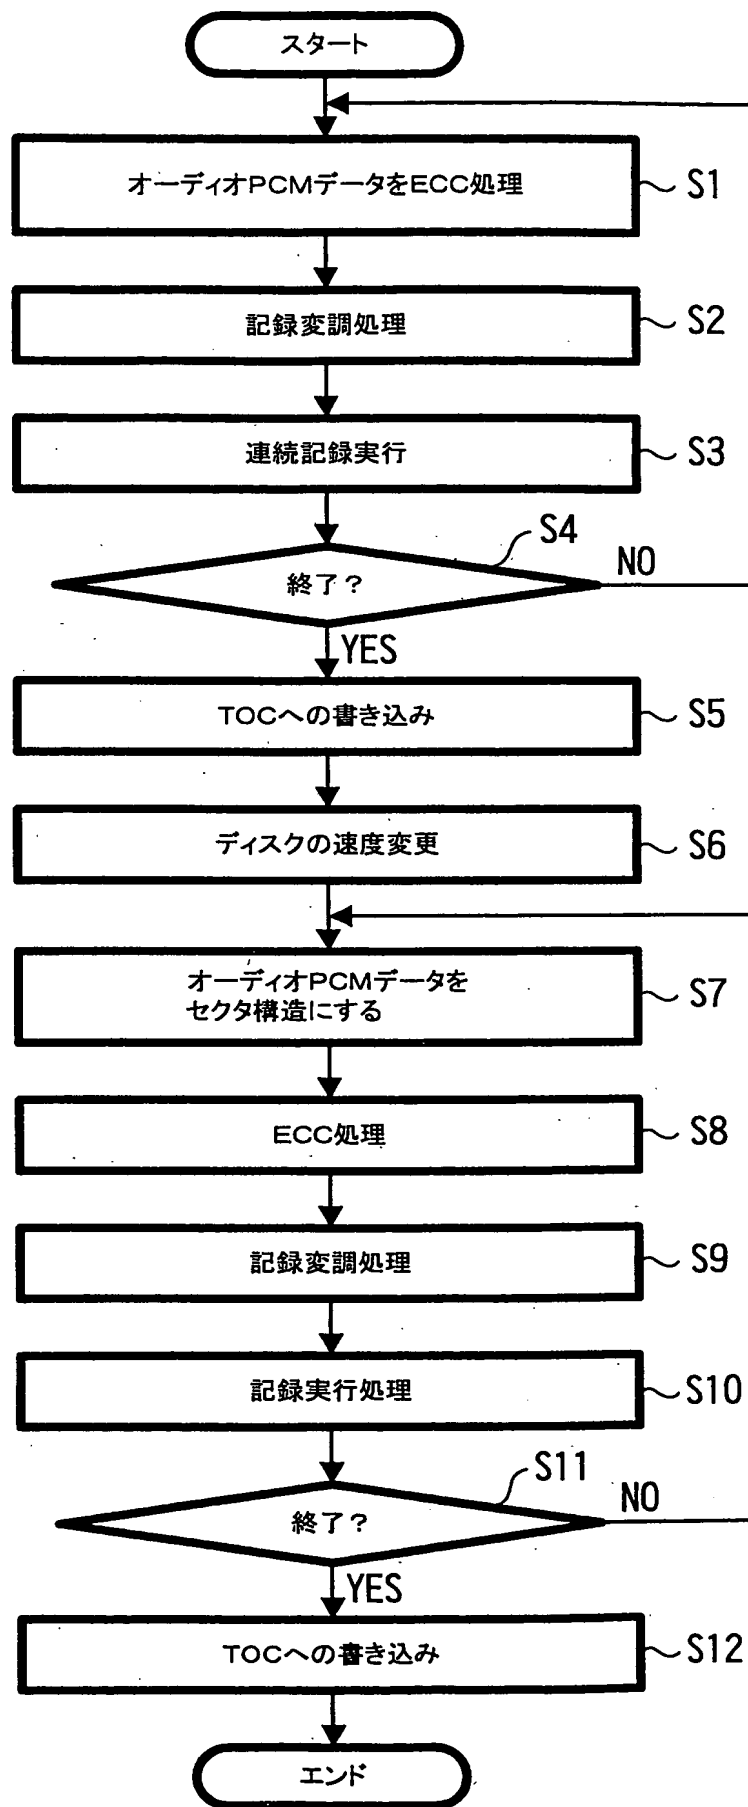 スタート
オーディオPCMデータをECC処理
S1
記録変調処理
S2
連続記録実行
S3
S4
終了?
NO
YES
TOCへの書き込み
S5
ディスクの速度変更
S6
オーディオPCMデータを
セクタ構造にする
S7
ECC処理
S8
記録変調処理
S9
記録実行処理
S10
S11
終了?
NO
YES
TOCへの書き込み
S12
エンド